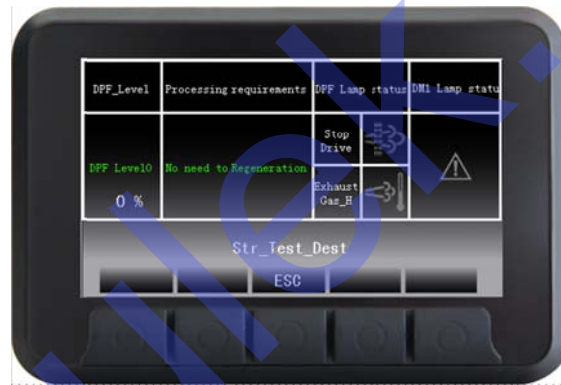 DPF_Level Processing requirements DPF Lamp status DM1 Lamp statu
DPF Level0 No need to Regeneration Stop
Drive
0 % Exhaust
Gas_H
Str_Test_Dest
ESC